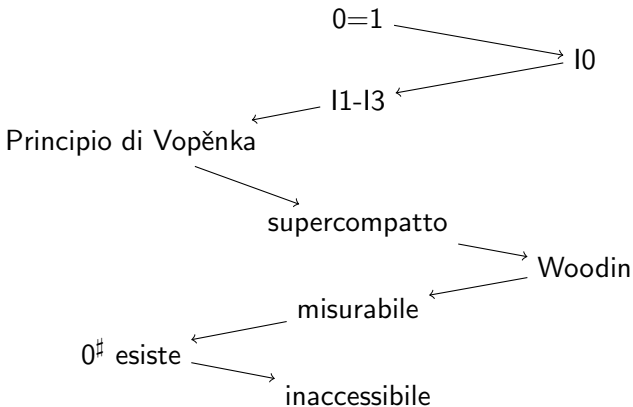 0=1
I0
I1-I3
Principio di Vopěnka
supercompatto
Woodin
misurabile
0♯ esiste
inaccessibile